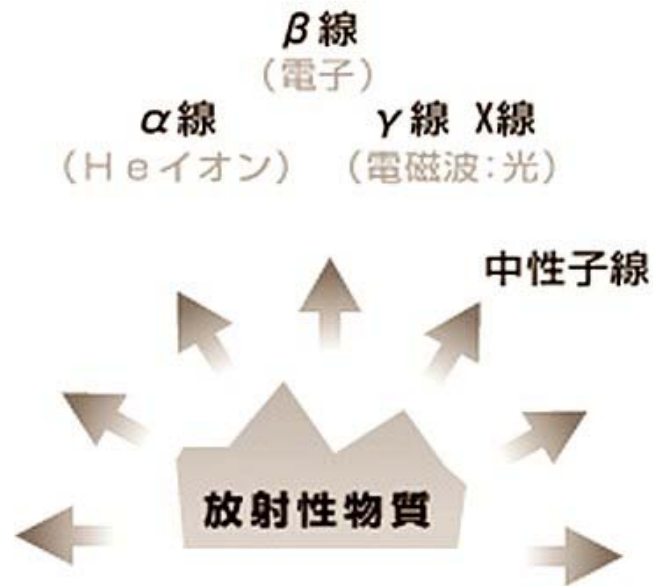 β線
（電子）
α線
（Heイオン）
γ線 X線
（電磁波：光）
中性子線
放射性物質